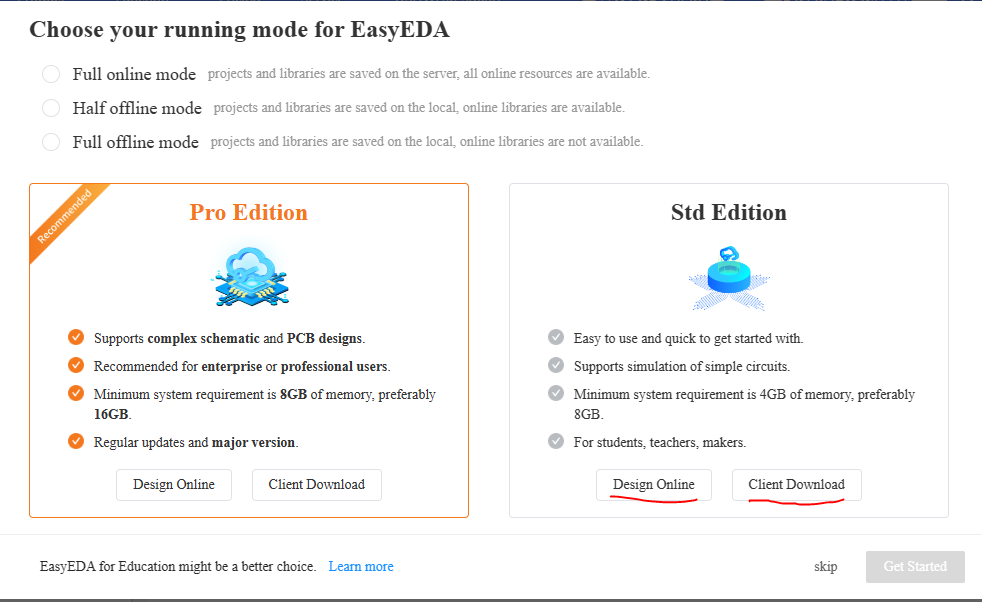 Choose your running mode for EasyEDA
Full online mode projects and libraries are saved on the server, all online resources are available.
Half offline mode projects and libraries are saved on the local, online libraries are available.
Full offline mode projects and libraries are saved on the local, online libraries are not available.
Recommended
Pro Edition
Supports complex schematic and PCB designs.
Recommended for enterprise or professional users.
Minimum system requirement is 8GB of memory, preferably
16GB.
Regular updates and major version.
Design Online
Client Download
Std Edition
Easy to use and quick to get started with.
Supports simulation of simple circuits.
Minimum system requirement is 4GB of memory, preferably
8GB.
For students, teachers, makers.
Design Online
Client Download
EasyEDA for Education might be a better choice. Learn more
skip
Get Started